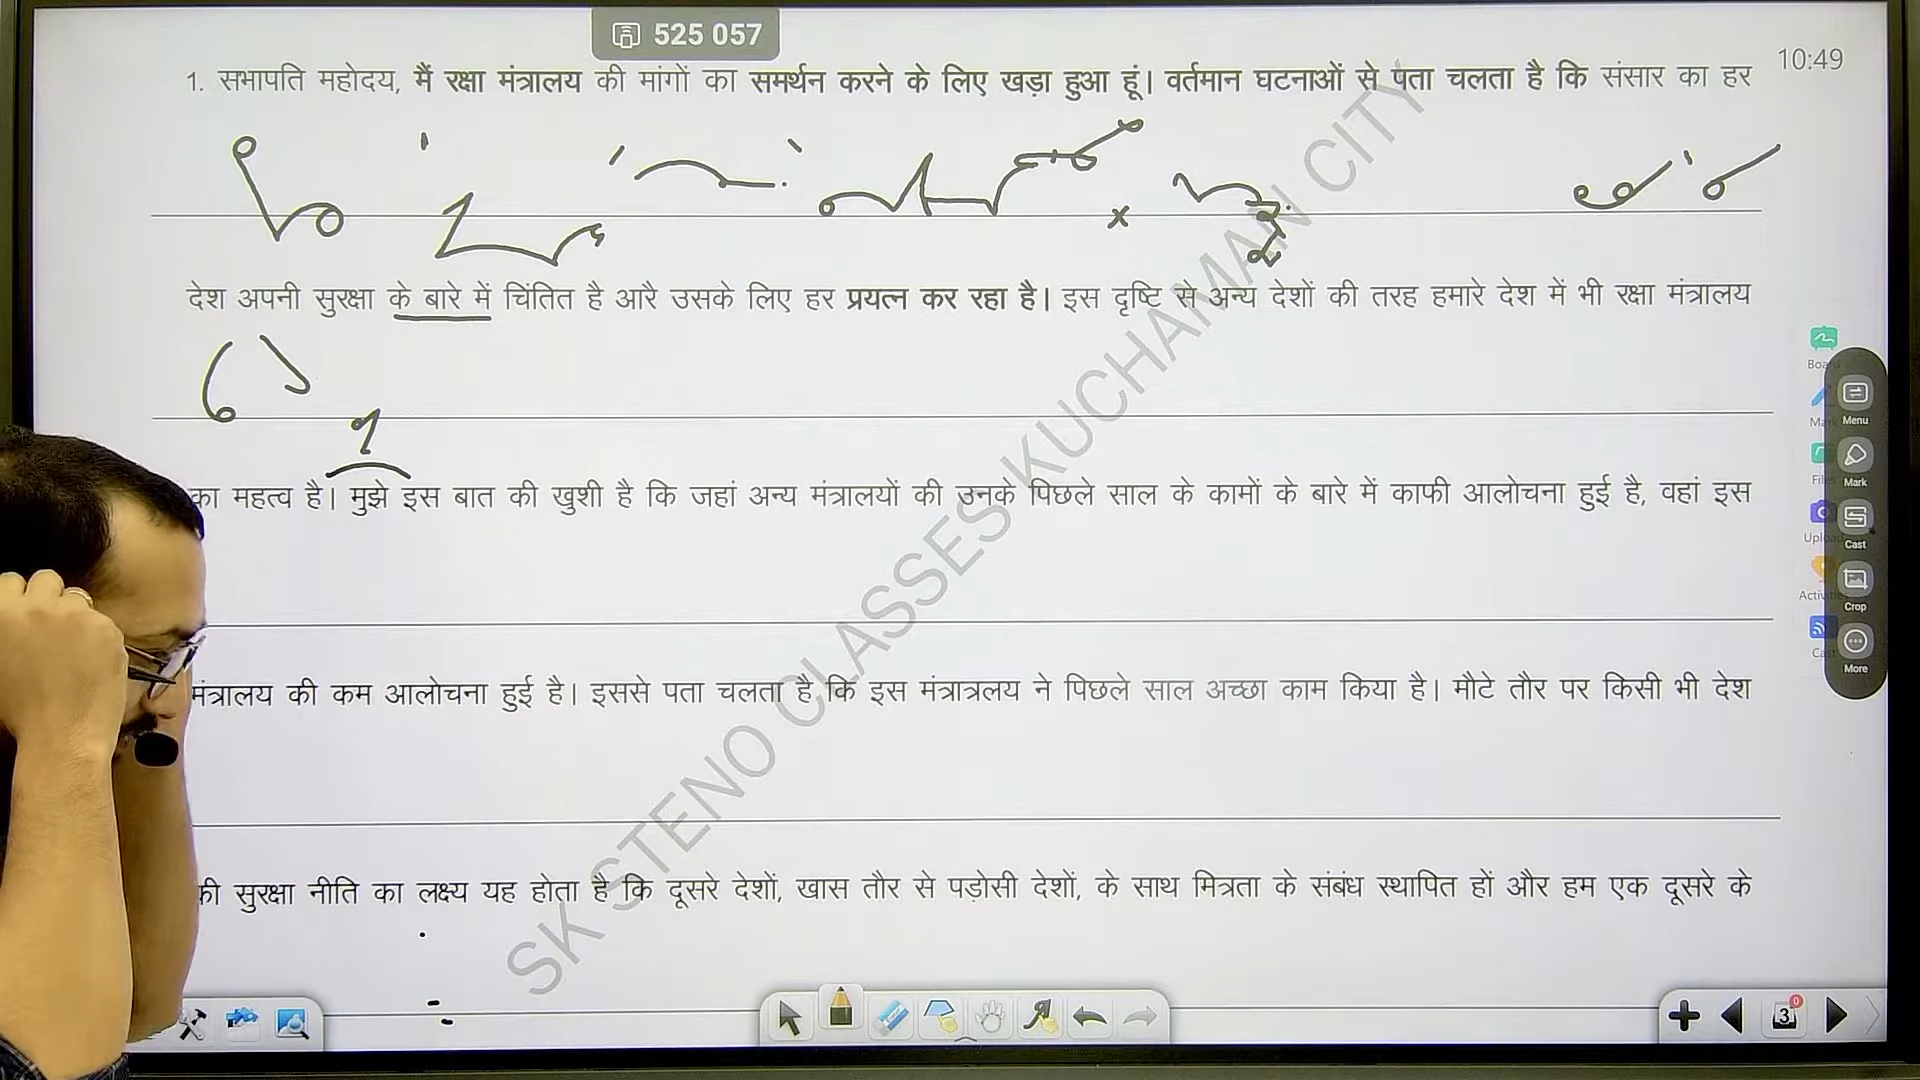 525 057
10:49
1. सभापति महोदय, मैं रक्षा मंत्रालय की मांगों का समर्थन करने के लिए खड़ा हुआ हूं। वर्तमान घटनाओं से पता चलता है कि संसार का हर
देश अपनी सुरक्षा के बारे में चिंतित है आरै उसके लिए हर प्रयत्न कर रहा है। इस दृष्टि से अन्य देशों की तरह हमारे देश में भी रक्षा मंत्रालय
का महत्व है। मुझे इस बात की खुशी है कि जहां अन्य मंत्रालयों की उनके पिछले साल के कामों के बारे में काफी आलोचना हुई है, वहां इस
मंत्रालय की कम आलोचना हुई है। इससे पता चलता है कि इस मंत्रात्रलय ने पिछले साल अच्छा काम किया है। मौटे तौर पर किसी भी देश
की सुरक्षा नीति का लक्ष्य यह होता है कि दूसरे देशों, खास तौर से पड़ोसी देशों, के साथ मित्रता के संबंध स्थापित हों और हम एक दूसरे के
SK STENO CLASSES KUCHAMAN CITY
Menu
Mark
Cast
Crop
More
3
0